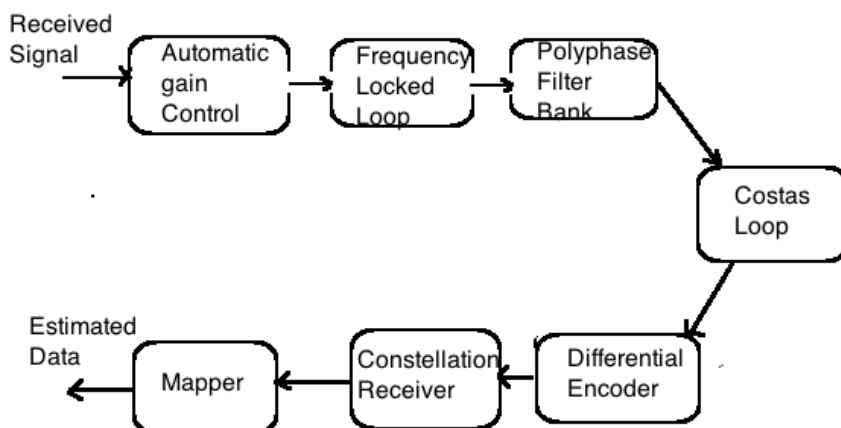 Received
Signal
Automatic
gain
Control
Frequency
Locked
Loop
Polyphase
Filter
Bank
Costas
Loop
Differential
Encoder
Constellation
Receiver
Mapper
Estimated
Data